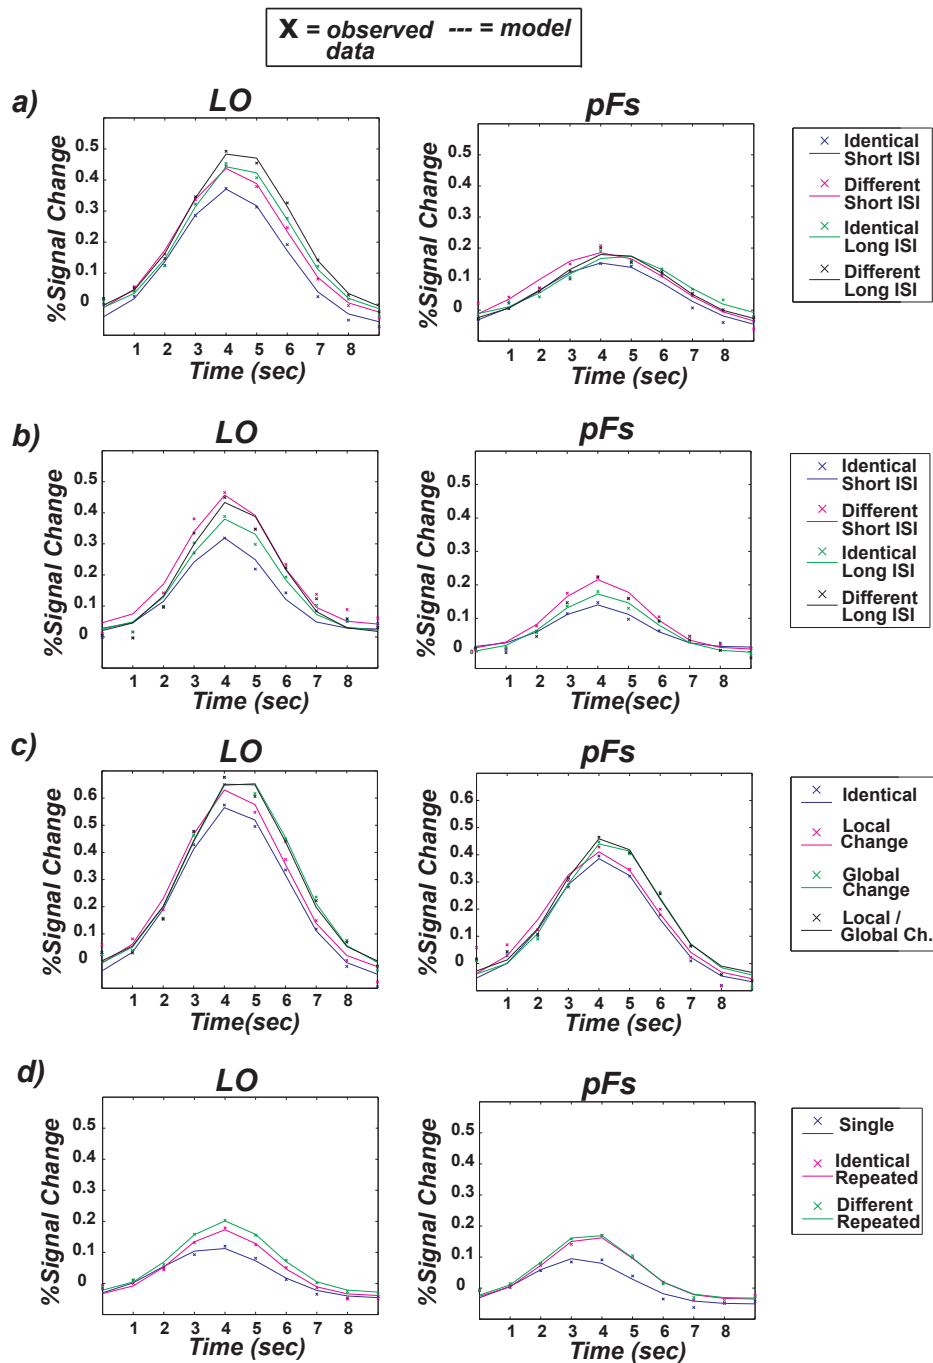 X = observed --- = model
data
a)
LO
pFs
%Signal Change
0.5
0.4
0.3
0.2
0.1
0
1 2 3 4 5 6 7 8
Time (sec)
%Signal Change
0.5
0.4
0.3
0.2
0.1
0
1 2 3 4 5 6 7 8
Time (sec)
Identical
Short ISI
Different
Short ISI
Identical
Long ISI
Different
Long ISI
b)
LO
pFs
%Signal Change
0.5
0.4
0.3
0.2
0.1
0
1 2 3 4 5 6 7 8
Time (sec)
%Signal Change
0.5
0.4
0.3
0.2
0.1
0
1 2 3 4 5 6 7 8
Time (sec)
Identical
Short ISI
Different
Short ISI
Identical
Long ISI
Different
Long ISI
c)
LO
pFs
%Signal Change
0.6
0.5
0.4
0.3
0.2
0.1
0
1 2 3 4 5 6 7 8
Time(sec)
%Signal Change
0.6
0.5
0.4
0.3
0.2
0.1
0
1 2 3 4 5 6 7 8
Time (sec)
Identical
Local
Change
Global
Change
Local /
Global Ch.
d)
LO
pFs
%Signal Change
0.5
0.4
0.3
0.2
0.1
0
1 2 3 4 5 6 7 8
Time (sec)
%Signal Change
0.5
0.4
0.3
0.2
0.1
0
1 2 3 4 5 6 7 8
Time (sec)
Single
Identical
Repeated
Different
Repeated